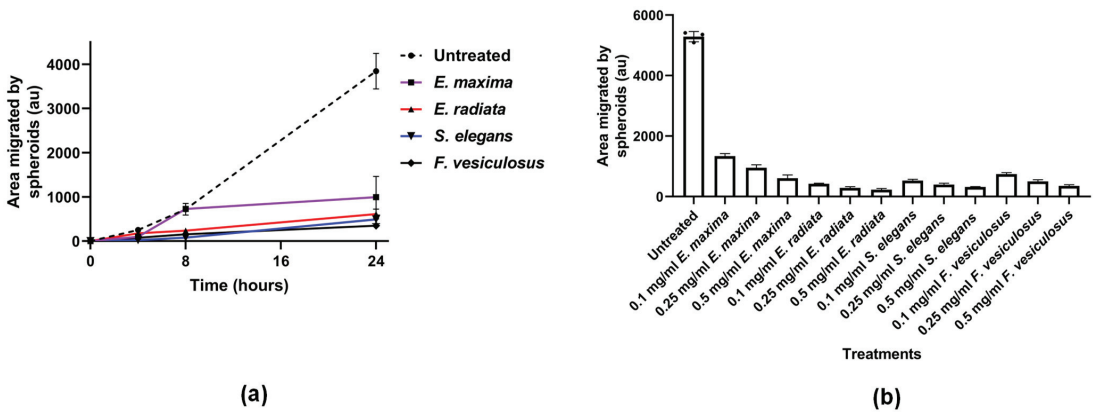 Area migrated by
spheroids (au)
4000
3000
2000
1000
0
0
8
16
24
Time (hours)
Untreated
E. maxima
E. radiata
S. elegans
F. vesiculosus
(a)
Area migrated by
spheroids (au)
6000
4000
2000
0
Untreated
0.1 mg/ml E. maxima
0.25 mg/ml E. maxima
0.5 mg/ml E. maxima
0.1 mg/ml E. radiata
0.25 mg/ml E. radiata
0.5 mg/ml E. radiata
0.1 mg/ml S. elegans
0.25 mg/ml S. elegans
0.5 mg/ml S. elegans
0.1 mg/ml F. vesiculosus
0.25 mg/ml F. vesiculosus
0.5 mg/ml F. vesiculosus
Treatments
(b)